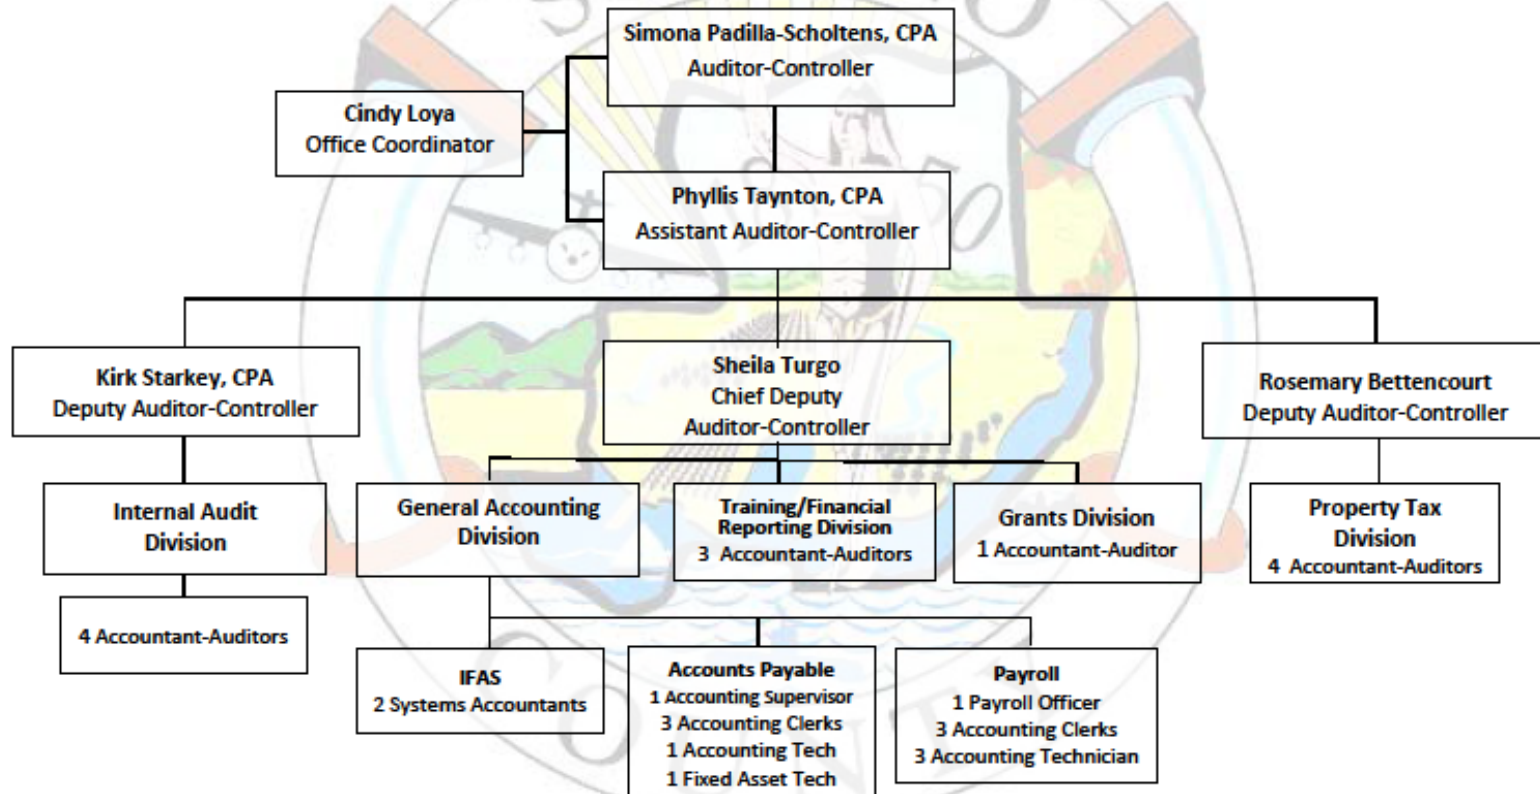 Simona Padilla-Scholtens, CPA
Auditor-Controller
Cindy Loya
Office Coordinator
Phyllis Taynton, CPA
Assistant Auditor-Controller
Kirk Starkey, CPA
Deputy Auditor-Controller
Sheila Turgo
Chief Deputy
Auditor-Controller
Rosemary Bettencourt
Deputy Auditor-Controller
Internal Audit
Division
General Accounting
Division
Training/Financial
Reporting Division
3 Accountant-Auditors
Grants Division
1 Accountant-Auditor
Property Tax
Division
4 Accountant-Auditors
4 Accountant-Auditors
IFAS
2 Systems Accountants
Accounts Payable
1 Accounting Supervisor
3 Accounting Clerks
1 Accounting Tech
1 Fixed Asset Tech
Payroll
1 Payroll Officer
3 Accounting Clerks
3 Accounting Technician
COUNTY